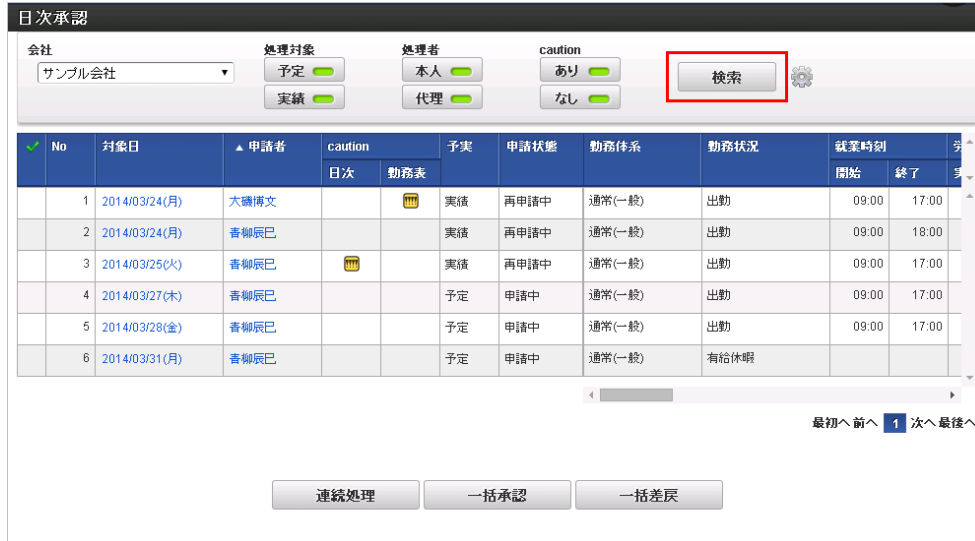 日次承認
会社 処理対象 処理者 caution
サンプル会社 予定 本人 あり 検索
実績 代理 なし
No 対象日 ▲ 申請者 caution 予実 申請状態 勤務体系 勤務状況 就業時刻
日次 勤務表 開始 終了
1 2014/03/24(月) 大磯博文 実績 再申請中 通常(一般) 出勤 09:00 17:00
2 2014/03/24(月) 青柳辰巳 実績 再申請中 通常(一般) 出勤 09:00 18:00
3 2014/03/25(火) 青柳辰巳 実績 再申請中 通常(一般) 出勤 09:00 17:00
4 2014/03/27(木) 青柳辰巳 予定 申請中 通常(一般) 出勤 09:00 17:00
5 2014/03/28(金) 青柳辰巳 予定 申請中 通常(一般) 出勤 09:00 17:00
6 2014/03/31(月) 青柳辰巳 予定 申請中 通常(一般) 有給休暇
最初へ 前へ 1 次へ 最後へ
連続処理 一括承認 一括差戻